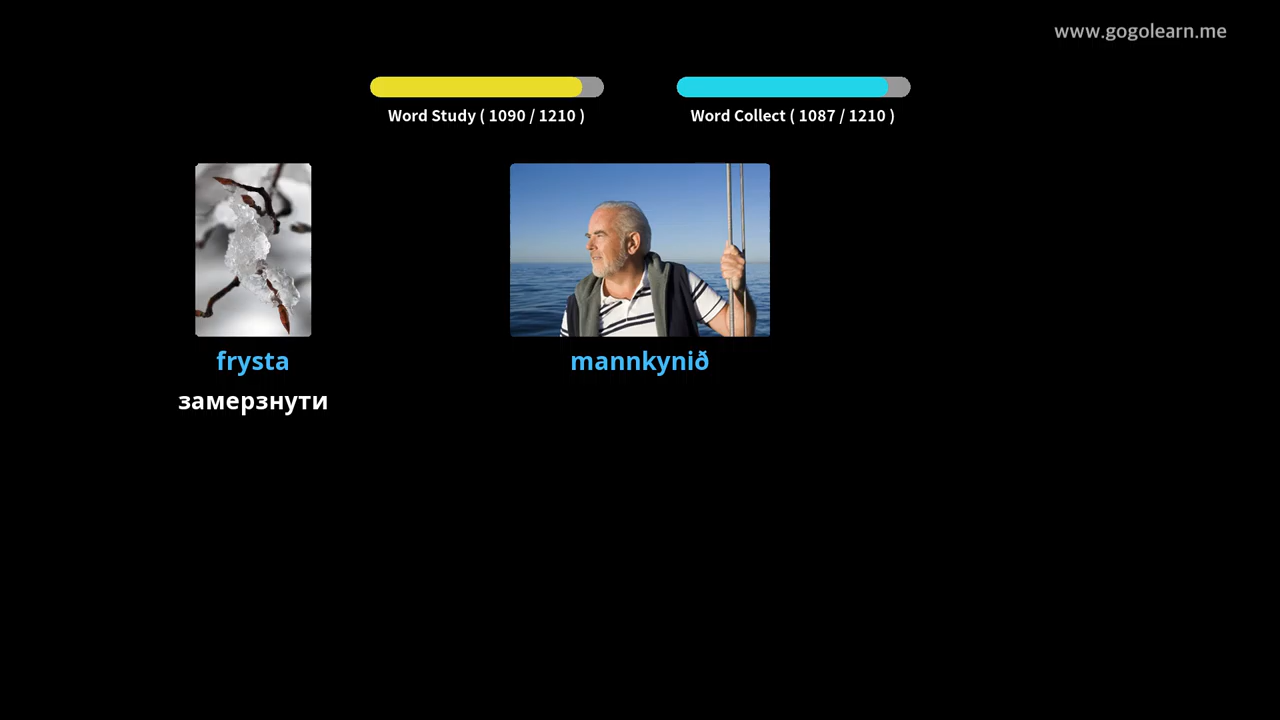 www.gogolearn.me
Word Study ( 1090 / 1210 )
Word Collect ( 1087 / 1210 )
frysta
mannkynið
замерзнути